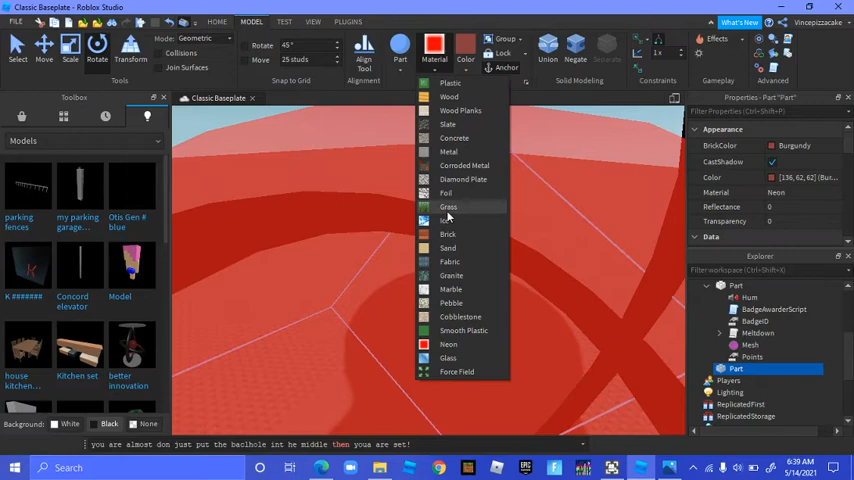 Classic Baseplate - Roblox Studio
FILE HOME MODEL TEST VIEW PLUGINS What's New Vincepizzacake
Select Move Scale Rotate Transform
Mode: Geometric
Collisions
Join Surfaces
Tools
Rotate 45°
Move 25 studs
Snap to Grid
Align Tool
Part Material Color
Group
Lock
Anchor
Union Negate Separate
Solid Modeling
1 x
Constraints
Effects
Gameplay
Advanced
Toolbox
Models
parking fences
my parking garage...
Otis Gen # blue
K #######
Concord elevator
Model
house kitchen...
Kitchen set
better innovation
Background: White Black None
Classic Baseplate
Plastic
Wood
Wood Planks
Slate
Concrete
Metal
Corroded Metal
Diamond Plate
Foil
Grass
Brick
Sand
Fabric
Granite
Marble
Pebble
Cobblestone
Smooth Plastic
Neon
Glass
Force Field
Properties - Part "Part"
Filter Properties (Ctrl+Shift+P)
Appearance
BrickColor Burgundy
CastShadow
Color [136, 62, 62] (Bur...
Material Neon
Reflectance 0
Transparency 0
Data
Explorer
Filter workspace (Ctrl+Shift+X)
Part
Hum
BadgeAwarderScript
BadgeID
Meltdown
Mesh
Points
Part
Players
Lighting
ReplicatedFirst
ReplicatedStorage
you are almost don just put the baclhole int he middle then youa are set!
Search
6:39 AM
5/14/2021